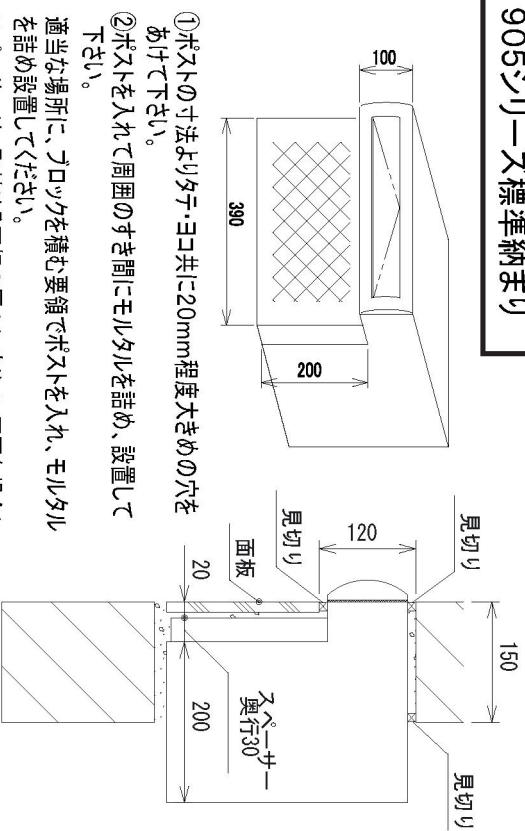 905シリーズ標準納まり
100
390
200
①ポストの寸法よりタテ・ヨコ共に20mm程度大きめの穴を
あけて下さい。
②ポストを入れて周囲のすき間にモルタルを詰め、設置して
下さい。
適当な場所に、ブロックを積む要領でポストを入れ、モルタル
を詰め設置してください。
150
見切り
120
見切り
見切り
面板
20
スペーサー
奥行30
200